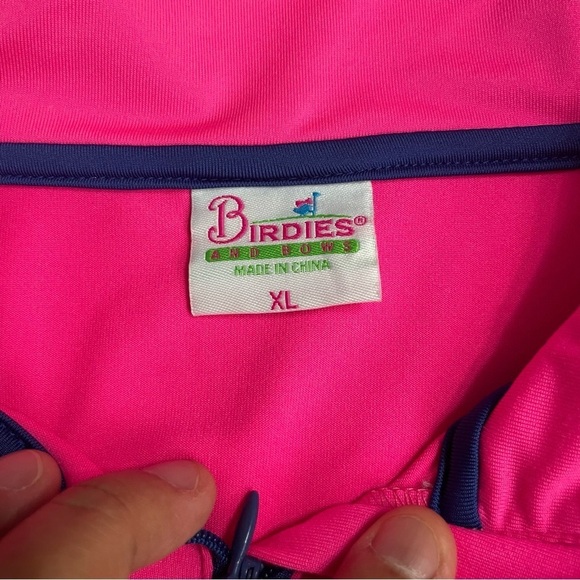 BIRDIES®
AND BOWS
MADE IN CHINA
XL